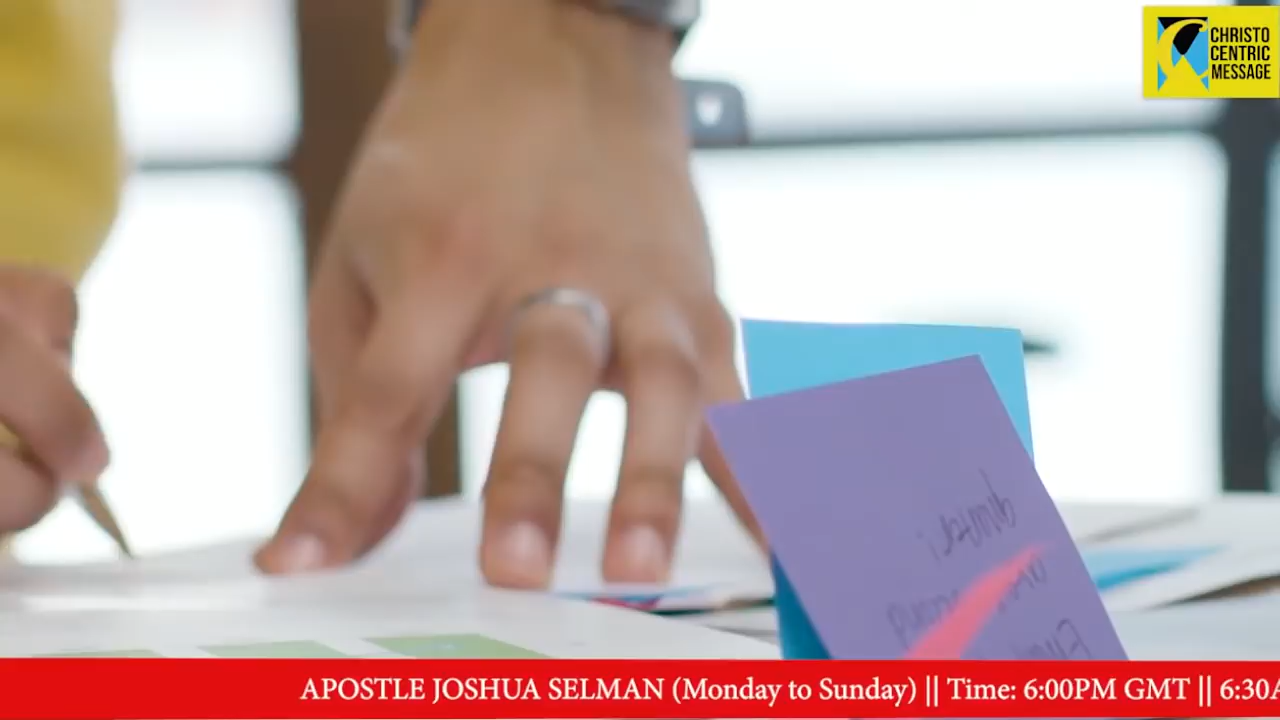 CHRISTO
CENTRIC
MESSAGE
APOSTLE JOSHUA SELMAN (Monday to Sunday) || Time: 6:00PM GMT || 6:30A